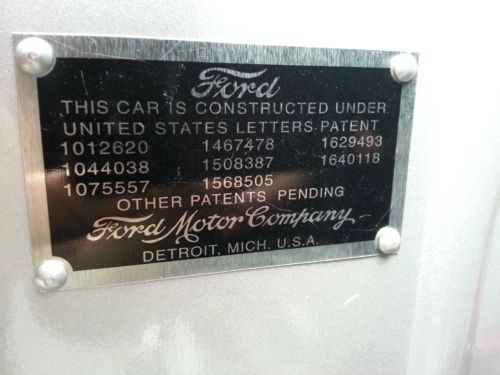 Ford
THIS CAR IS CONSTRUCTED UNDER
UNITED STATES LETTERS PATENT
1012620 1467478 1629493
1044038 1508387 1640118
1075557 1568505
OTHER PATENTS PENDING
Ford Motor Company
DETROIT, MICH. U.S.A.